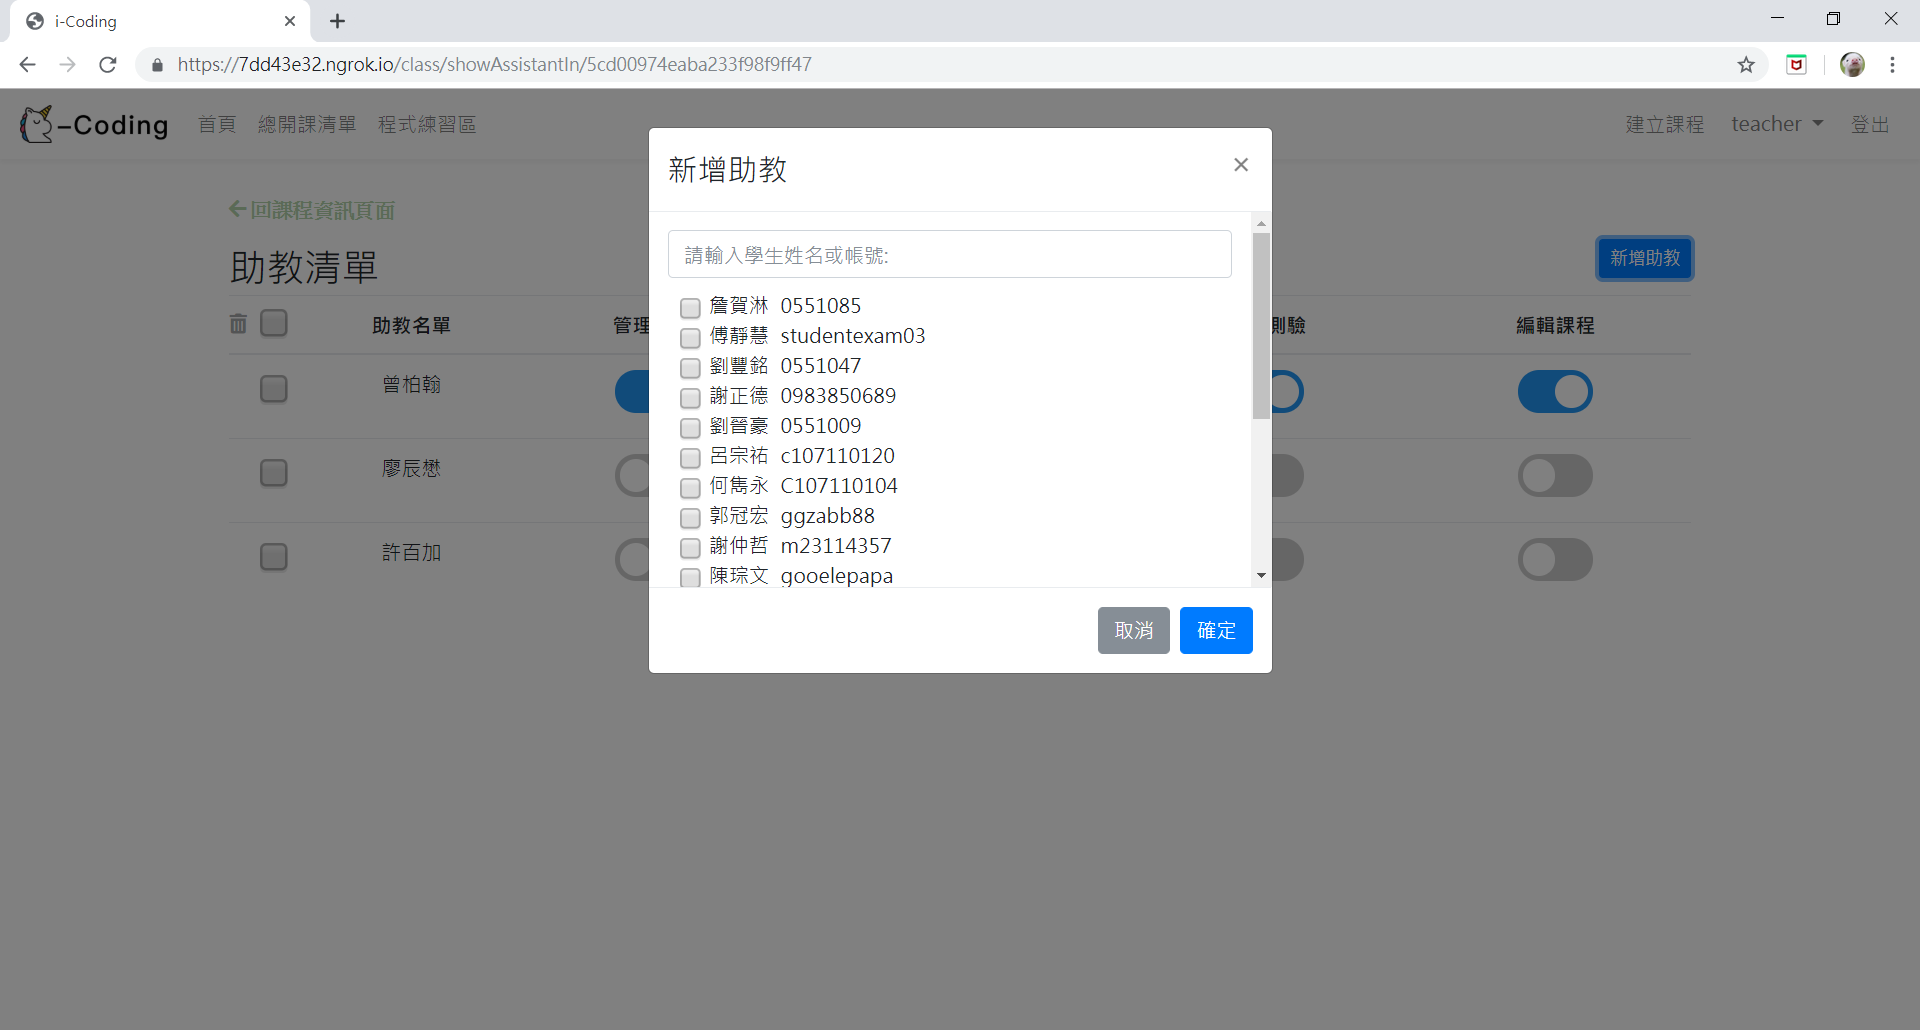 i-Coding
https://7dd43e32.ngrok.io/class/showAssistantIn/5cd00974eaba233f98f9ff47
-Coding 首頁 總開課清單 程式練習區 建立課程 teacher 登出
新增助教
回課程資訊頁面
助教清單
新增助教
請輸入學生姓名或帳號:
助教名單 管理 測驗 編輯課程
曾柏翰
廖辰懋
許百加
詹賀淋 0551085
傅靜慧 studentexam03
劉豐銘 0551047
謝正德 0983850689
劉晉豪 0551009
呂宗祐 c107110120
何雋永 C107110104
郭冠宏 ggzabb88
謝仲哲 m23114357
陳琮文 gooelepapa
取消 確定